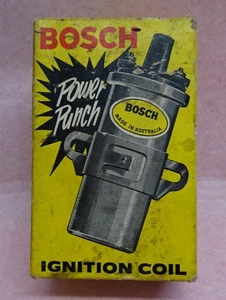 BOSCH
Power
Punch
BOSCH
MADE IN AUSTRALIA
IGNITION COIL